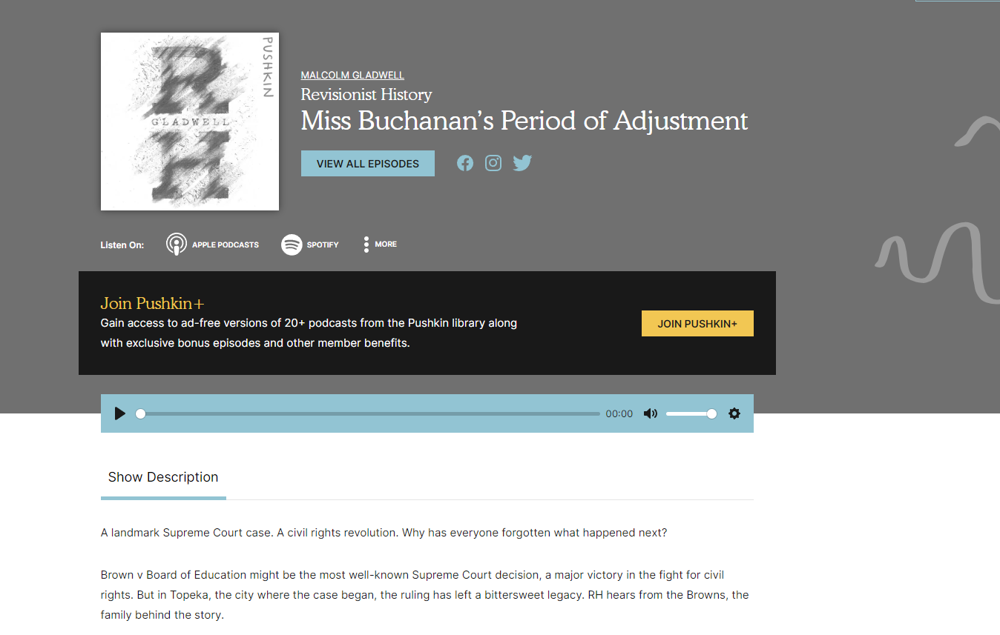 PUSHKIN
R
GLADWELL
H
MALCOLM GLADWELL
Revisionist History
Miss Buchanan’s Period of Adjustment
VIEW ALL EPISODES
Listen On:
APPLE PODCASTS
SPOTIFY
MORE
Join Pushkin+
Gain access to ad-free versions of 20+ podcasts from the Pushkin library along
with exclusive bonus episodes and other member benefits.
JOIN PUSHKIN+
00:00
Show Description
A landmark Supreme Court case. A civil rights revolution. Why has everyone forgotten what happened next?
Brown v Board of Education might be the most well-known Supreme Court decision, a major victory in the fight for civil
rights. But in Topeka, the city where the case began, the ruling has left a bittersweet legacy. RH hears from the Browns, the
family behind the story.